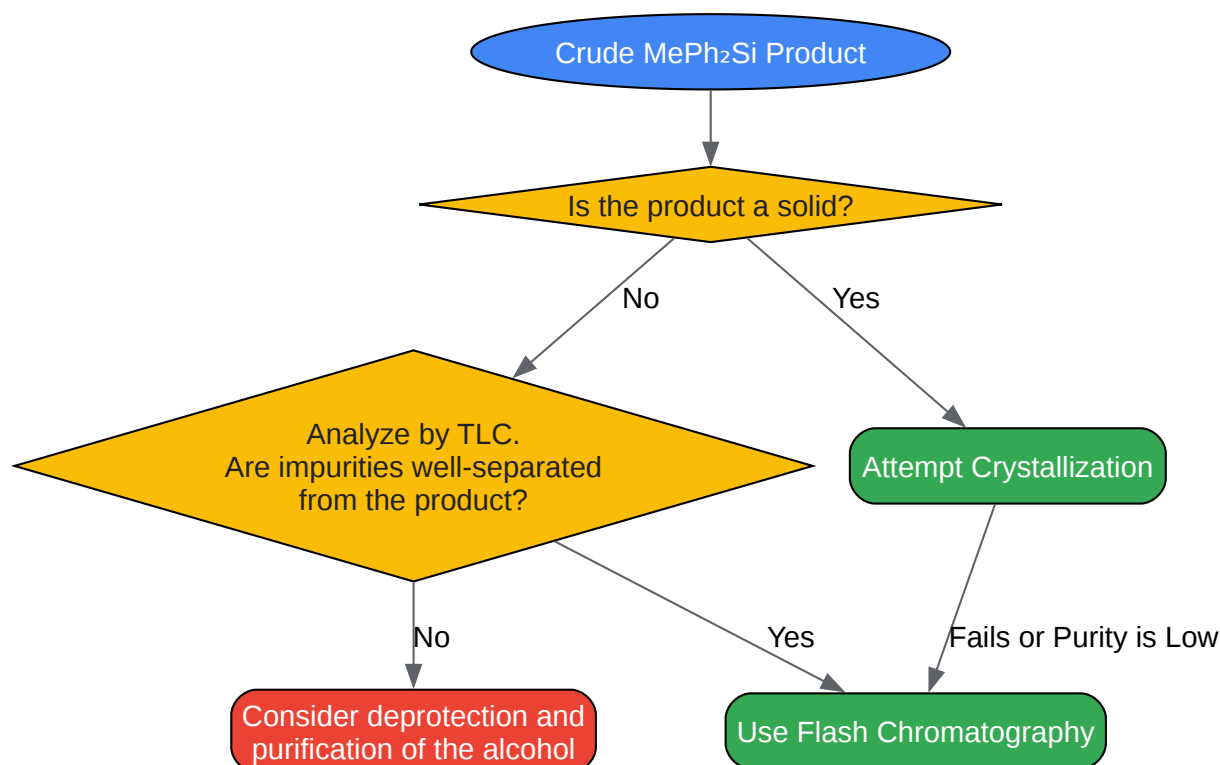 Crude MePh₂Si Product
Is the product a solid?
No
Yes
Analyze by TLC.
Are impurities well-separated
from the product?
Attempt Crystallization
No
Yes
Fails or Purity is Low
Consider deprotection and
purification of the alcohol
Use Flash Chromatography